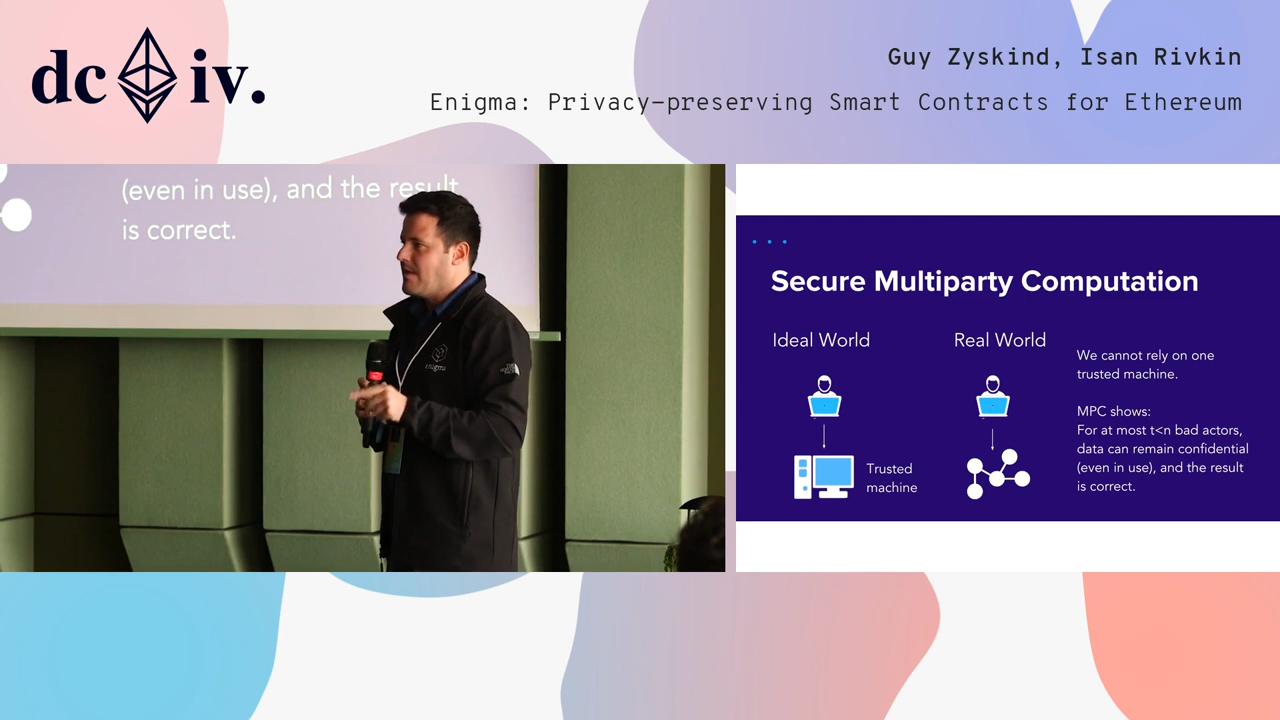 dc iv.
Guy Zyskind, Isan Rivkin
Enigma: Privacy-preserving Smart Contracts for Ethereum
(even in use), and the result
is correct.
enigma
Secure Multiparty Computation
Ideal World
Real World
Trusted
machine
We cannot rely on one
trusted machine.
MPC shows:
For at most t<n bad actors,
data can remain confidential
(even in use), and the result
is correct.